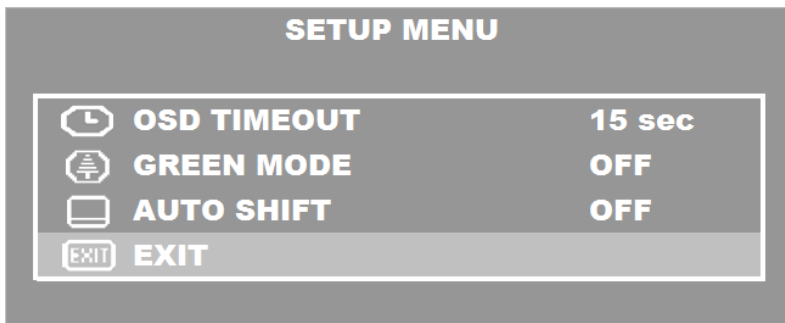 SETUP MENU
OSD TIMEOUT 15 sec
GREEN MODE OFF
AUTO SHIFT OFF
EXIT EXIT